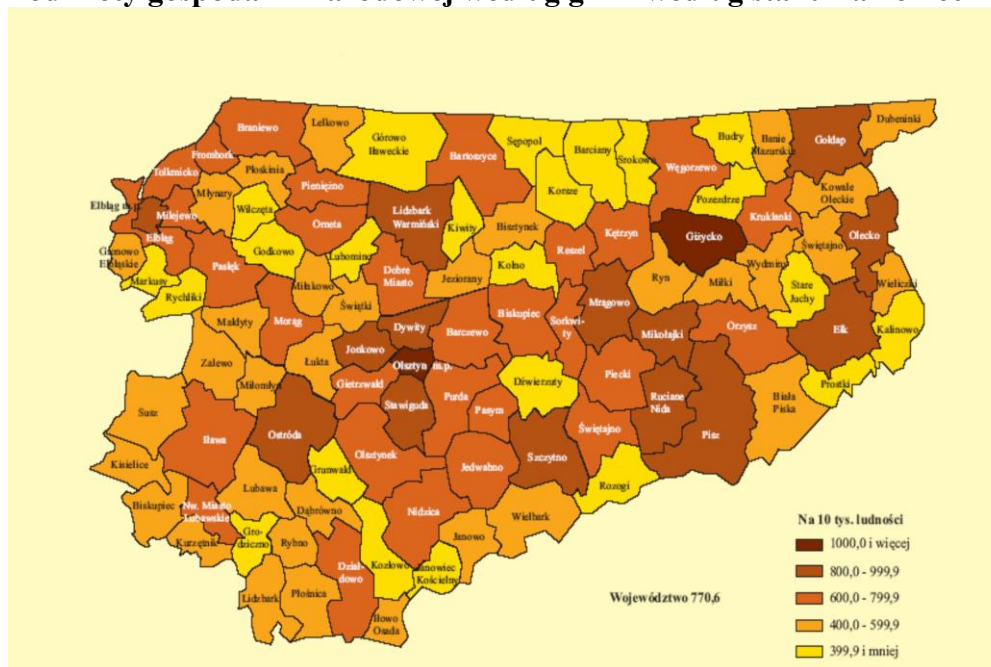 Braniewo
Lelkowo
Górowo
Iławeckie
Bartoszyce
Sępopol
Barciany
Srokowo
Węgorzewo
Budry
Banie
Mazurskie
Gołdap
Dubeninki
Frombork
Tolkmicko
Płoskinia
Pieniężno
Korsze
Pozezdrze
Kowale
Oleckie
Elbląg m.p.
Milejewo
Młynary
Wilczęta
Orneta
Lidzbark
Warmiński
Kiwity
Bisztynek
Reszel
Kętrzyn
Giżycko
Kruklanki
Świętajno
Olecko
Elbląg
Gronowo
Elbląskie
Markusy
Rychliki
Pasłęk
Godkowo
Lubomino
Dobre
Miasto
Jeziorany
Kolno
Ryn
Miłki
Wydminy
Stare
Juchy
Wieliczki
Miłakowo
Świątki
Małdyty
Morąg
Dywity
Barczewo
Biskupiec
Sorkwi-
ty
Mrągowo
Mikołajki
Orzysz
Ełk
Kalinowo
Zalewo
Łukta
Jonkowo
Olsztyn m.p.
Miłomłyn
Gietrzwałd
Stawiguda
Purda
Pasym
Dźwierzuty
Piecki
Ruciane
Nida
Pisz
Biała
Piska
Prostki
Susz
Iława
Ostróda
Olsztynek
Szczytno
Świętajno
Kisielice
Grunwald
Jedwabno
Rozogi
Biskupiec
Nw. Miasto
Lubawskie
Lubawa
Dąbrówno
Nidzica
Wielbark
Kurzętnik
Gro-
dziczno
Rybno
Dział-
dowo
Kozłowo
Janowiec
Kościelny
Janowo
Lidzbark
Płośnica
Iłowo
Osada
Województwo 770,6
Na 10 tys. ludności
1000,0 i więcej
800,0 - 999,9
600,0 - 799,9
400,0 - 599,9
399,9 i mniej